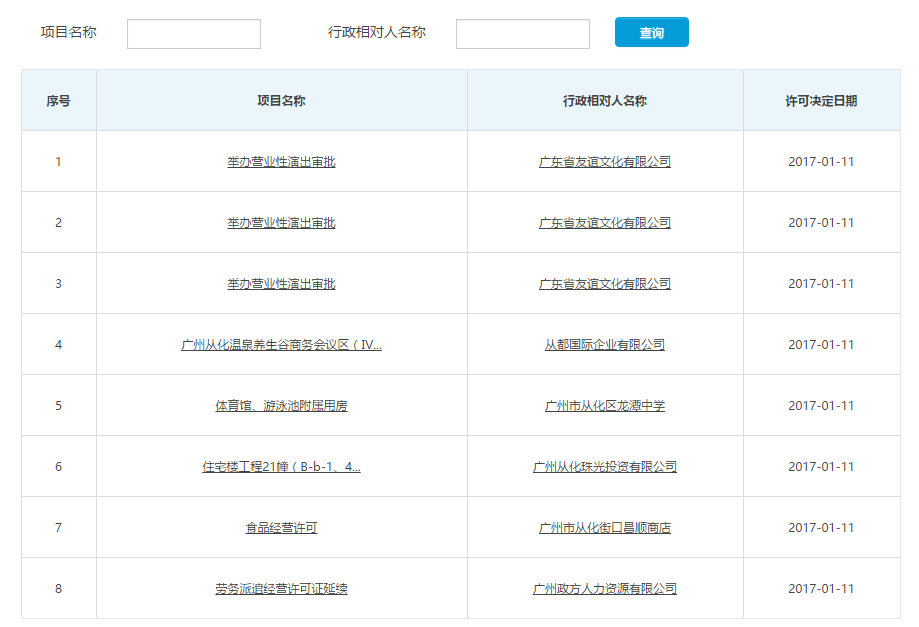 项目名称 行政相对人名称 查询
序号 项目名称 行政相对人名称 许可决定日期
1 举办营业性演出审批 广东省友谊文化有限公司 2017-01-11
2 举办营业性演出审批 广东省友谊文化有限公司 2017-01-11
3 举办营业性演出审批 广东省友谊文化有限公司 2017-01-11
4 广州从化温泉养生谷商务会议区（IV... 从都国际企业有限公司 2017-01-11
5 体育馆、游泳池附属用房 广州市从化区龙潭中学 2017-01-11
6 住宅楼工程21幢（B-b-1、4... 广州从化珠光投资有限公司 2017-01-11
7 食品经营许可 广州市从化街口昌顺商店 2017-01-11
8 劳务派遣经营许可证延续 广州政方人力资源有限公司 2017-01-11